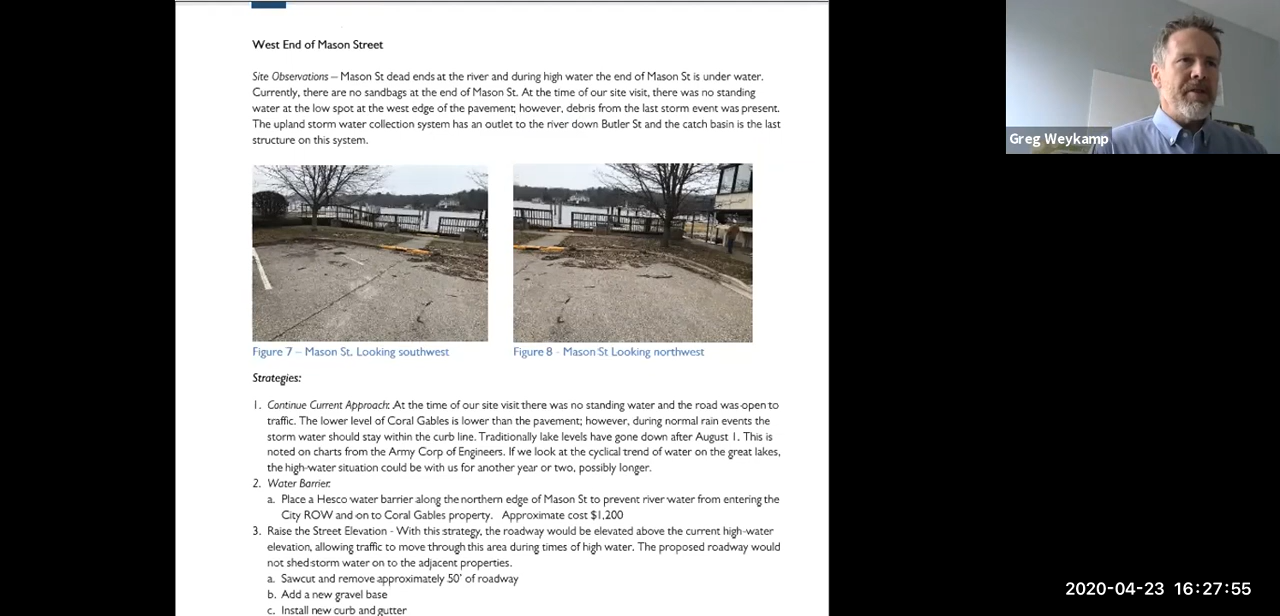 West End of Mason Street
Site Observations – Mason St dead ends at the river and during high water the end of Mason St is under water.
Currently, there are no sandbags at the end of Mason St. At the time of our site visit, there was no standing
water at the low spot at the west edge of the pavement; however, debris from the last storm event was present.
The upland storm water collection system has an outlet to the river down Butler St and the catch basin is the last
structure on this system.
Figure 7 – Mason St. Looking southwest
Figure 8 - Mason St Looking northwest
Strategies:
1. Continue Current Approach: At the time of our site visit there was no standing water and the road was open to
traffic. The lower level of Coral Gables is lower than the pavement; however, during normal rain events the
storm water should stay within the curb line. Traditionally lake levels have gone down after August 1. This is
noted on charts from the Army Corp of Engineers. If we look at the cyclical trend of water on the great lakes,
the high-water situation could be with us for another year or two, possibly longer.
2. Water Barrier:
a. Place a Hesco water barrier along the northern edge of Mason St to prevent river water from entering the
City ROW and on to Coral Gables property. Approximate cost $1,200
3. Raise the Street Elevation - With this strategy, the roadway would be elevated above the current high-water
elevation, allowing traffic to move through this area during times of high water. The proposed roadway would
not shed storm water on to the adjacent properties.
a. Sawcut and remove approximately 50' of roadway
b. Add a new gravel base
c. Install new curb and gutter
Greg Weykamp
2020-04-23 16:27:55